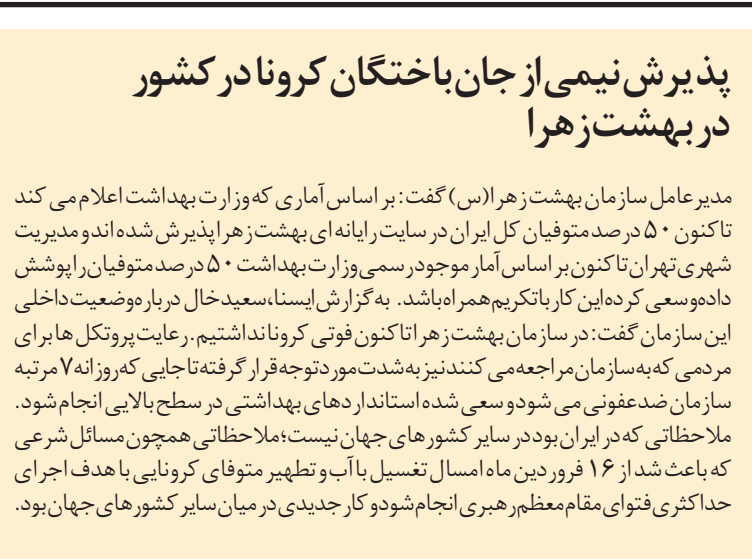 پذیرش نیمی از جان‌باختگان کرونا در کشور
در بهشت‌زهرا
مدیرعامل سازمان بهشت‌زهرا(س) گفت: بر اساس آماری که وزارت بهداشت اعلام می کند
تاکنون ۵۰ درصد متوفیان کل ایران در سایت رایانه ای بهشت زهرا پذیرش شده اند و مدیریت
شهری تهران تاکنون بر اساس آمار موجود رسمی وزارت بهداشت ۵۰ درصد متوفیان را پوشش
داده و سعی کرده این کار با تکریم همراه باشد. به گزارش ایسنا، سعید خال درباره وضعیت داخلی
این سازمان گفت: در سازمان بهشت زهرا تاکنون فوتی کرونا نداشتیم. رعایت پروتکل ها برای
مردمی که به سازمان مراجعه می کنند نیز به شدت مورد توجه قرار گرفته تا جایی که روزانه ۷ مرتبه
سازمان ضدعفونی می شود و سعی شده استانداردهای بهداشتی در سطح بالایی انجام شود.
ملاحظاتی که در ایران بود در سایر کشورهای جهان نیست؛ ملاحظاتی همچون مسائل شرعی
که باعث شد از ۱۶ فروردین ماه امسال تغسیل با آب و تطهیر متوفای کرونایی با هدف اجرای
حداکثری فتوای مقام معظم رهبری انجام شود و کار جدیدی در میان سایر کشورهای جهان بود.